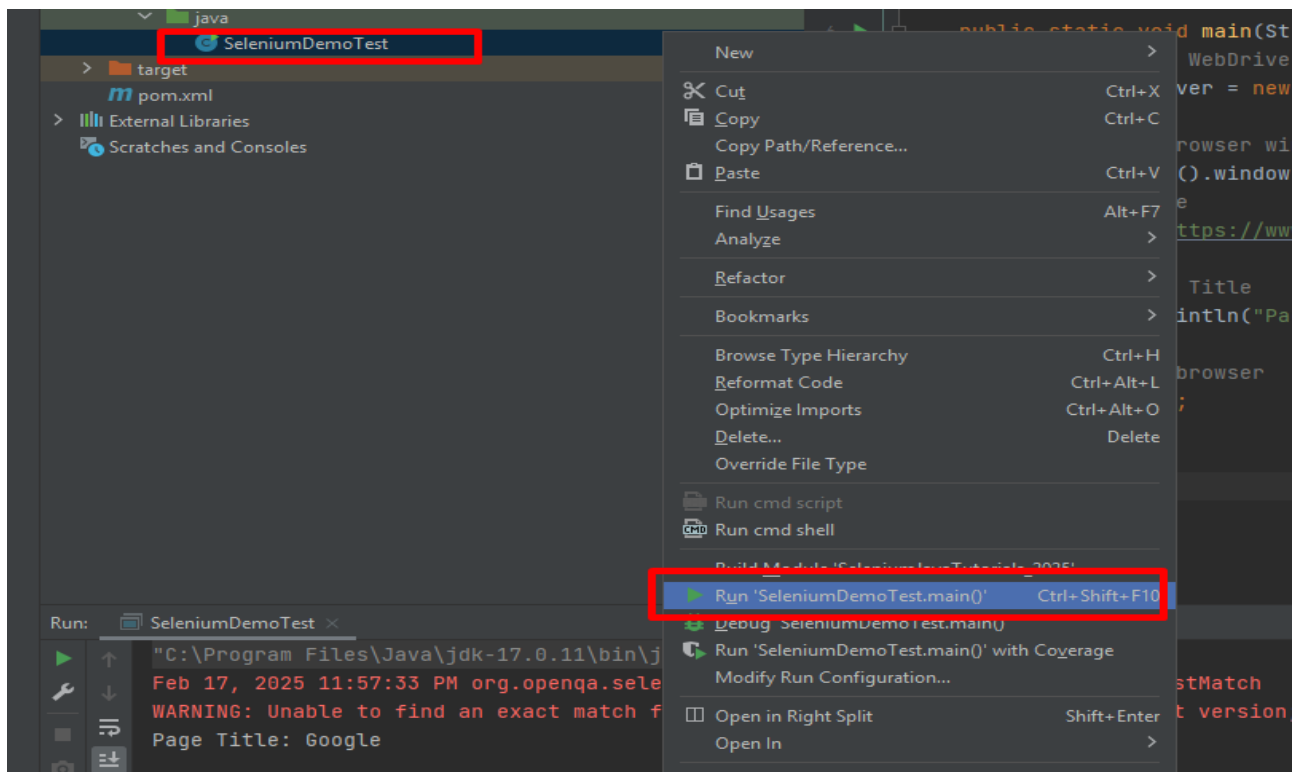 java
SeleniumDemoTest
target
pom.xml
External Libraries
Scratches and Consoles
public static void main(St
WebDrive
ver = new
rowser wi
().window
e
ttps://ww
Title
intln("Pa
browser
;
New
Cut Ctrl+X
Copy Ctrl+C
Copy Path/Reference...
Paste Ctrl+V
Find Usages Alt+F7
Analyze
Refactor
Bookmarks
Browse Type Hierarchy Ctrl+H
Reformat Code Ctrl+Alt+L
Optimize Imports Ctrl+Alt+O
Delete... Delete
Override File Type
Run cmd script
Run cmd shell
Build Module 'SeleniumJavaTutorials_2025'
Run 'SeleniumDemoTest.main()' Ctrl+Shift+F10
Debug 'SeleniumDemoTest.main()'
Run 'SeleniumDemoTest.main()' with Coverage
Modify Run Configuration...
Open in Right Split Shift+Enter
Open In
Run: SeleniumDemoTest
"C:\Program Files\Java\jdk-17.0.11\bin\j
Feb 17, 2025 11:57:33 PM org.openqa.sele stMatch
WARNING: Unable to find an exact match f t version,
Page Title: Google